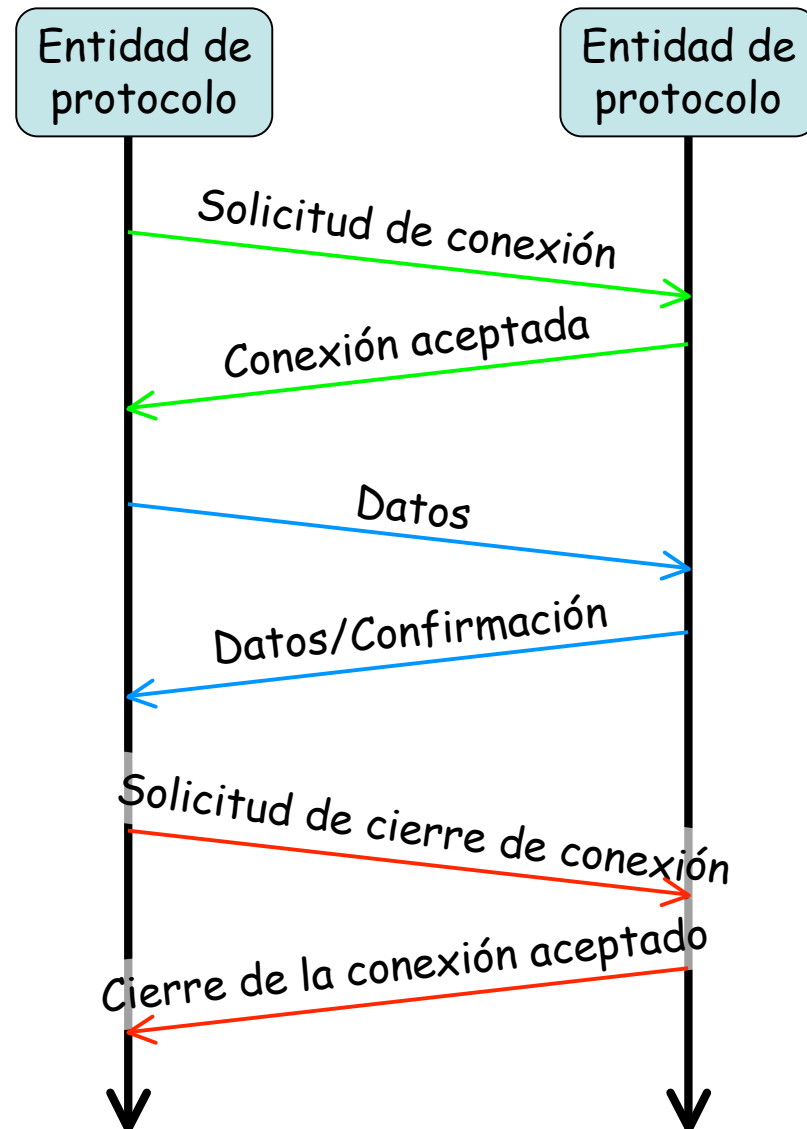 Entidad de
protocolo
Entidad de
protocolo
Solicitud de conexión
Conexión aceptada
Datos
Datos/Confirmación
Solicitud de cierre de conexión
Cierre de la conexión aceptado